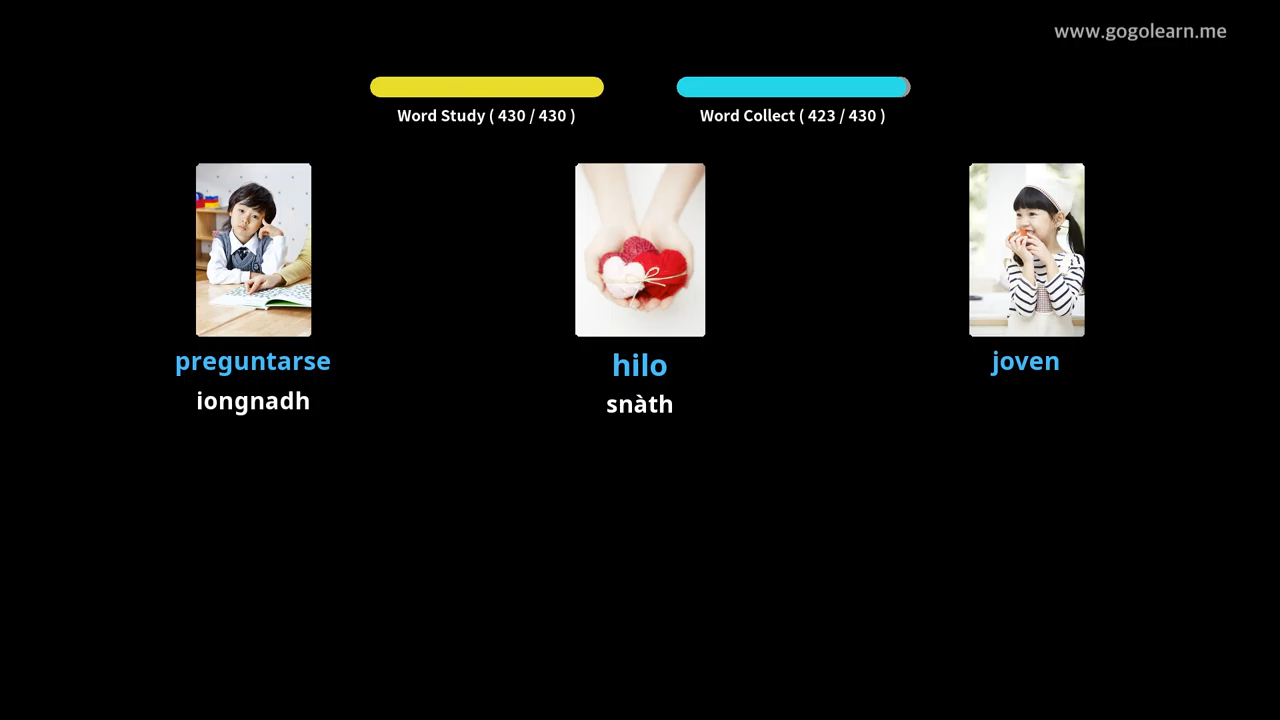 www.gogolearn.me
Word Study ( 430 / 430 )
Word Collect ( 423 / 430 )
preguntarse
hilo
joven
iongnadh
snàth